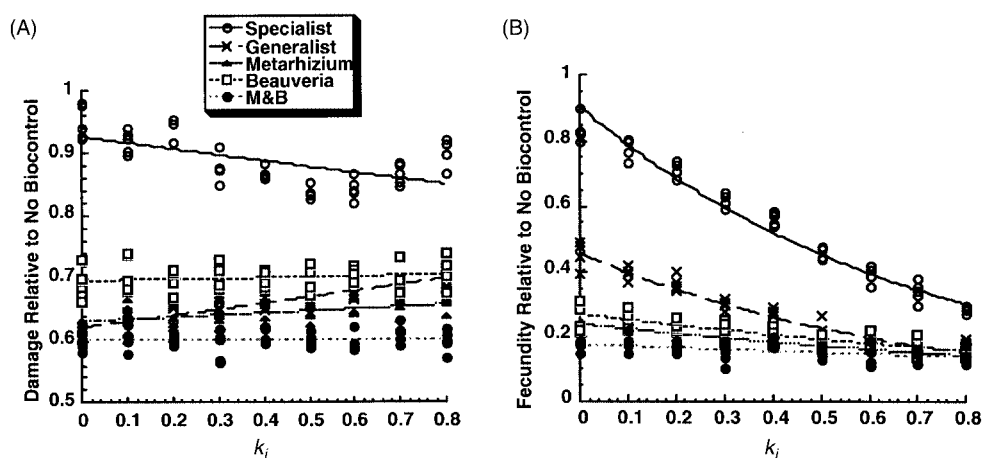 (A)
Specialist
Generalist
Metarhizium
Beauveria
M&B
Damage Relative to No Biocontrol
1
0.9
0.8
0.7
0.6
0.5
0 0.1 0.2 0.3 0.4 0.5 0.6 0.7 0.8
ki
(B)
Fecundity Relative to No Biocontrol
1
0.8
0.6
0.4
0.2
0
0 0.1 0.2 0.3 0.4 0.5 0.6 0.7 0.8
ki